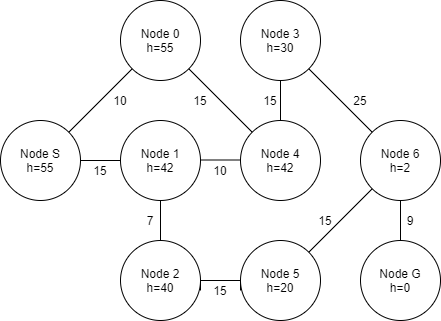 Node 0
h=55
Node 3
h=30
10
15
15
25
Node S
h=55
15
Node 1
h=42
10
Node 4
h=42
Node 6
h=2
7
15
9
Node 2
h=40
15
Node 5
h=20
Node G
h=0